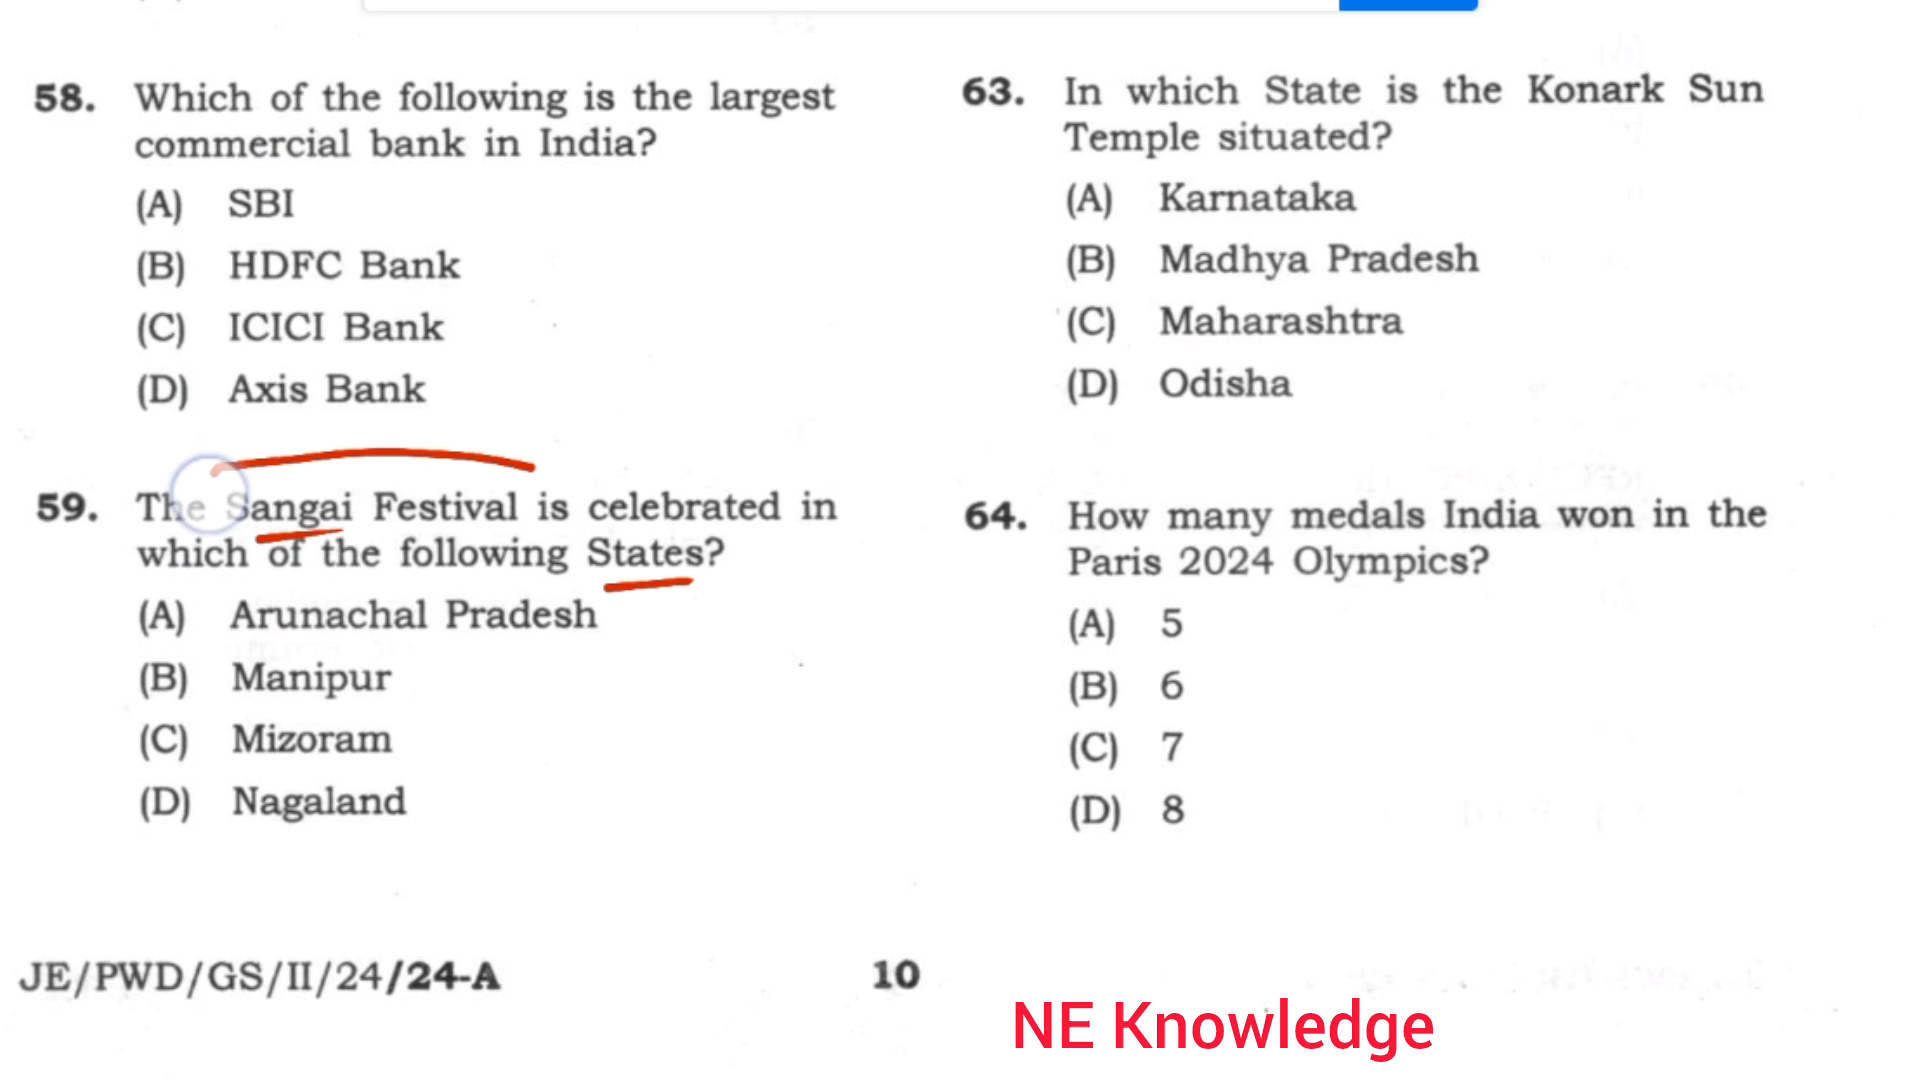 58. Which of the following is the largest
commercial bank in India?
(A) SBI
(B) HDFC Bank
(C) ICICI Bank
(D) Axis Bank
59. The Sangai Festival is celebrated in
which of the following States?
(A) Arunachal Pradesh
(B) Manipur
(C) Mizoram
(D) Nagaland
63. In which State is the Konark Sun
Temple situated?
(A) Karnataka
(B) Madhya Pradesh
(C) Maharashtra
(D) Odisha
64. How many medals India won in the
Paris 2024 Olympics?
(A) 5
(B) 6
(C) 7
(D) 8
JE/PWD/GS/II/24/24-A
10
NE Knowledge